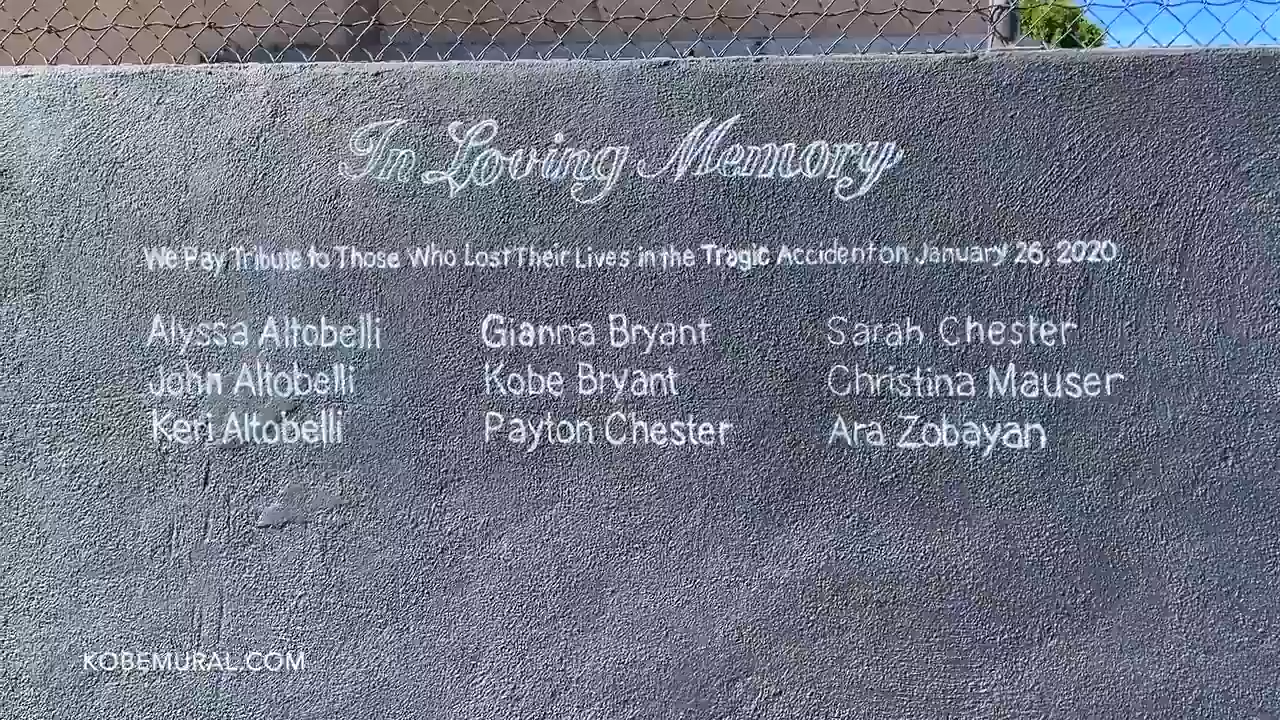 In Loving Memory
We Pay Tribute to Those Who Lost Their Lives in the Tragic Accident on January 26, 2020
Alyssa Altobelli Gianna Bryant Sarah Chester
John Altobelli Kobe Bryant Christina Mauser
Keri Altobelli Payton Chester Ara Zobayan
KOBEMURAL.COM